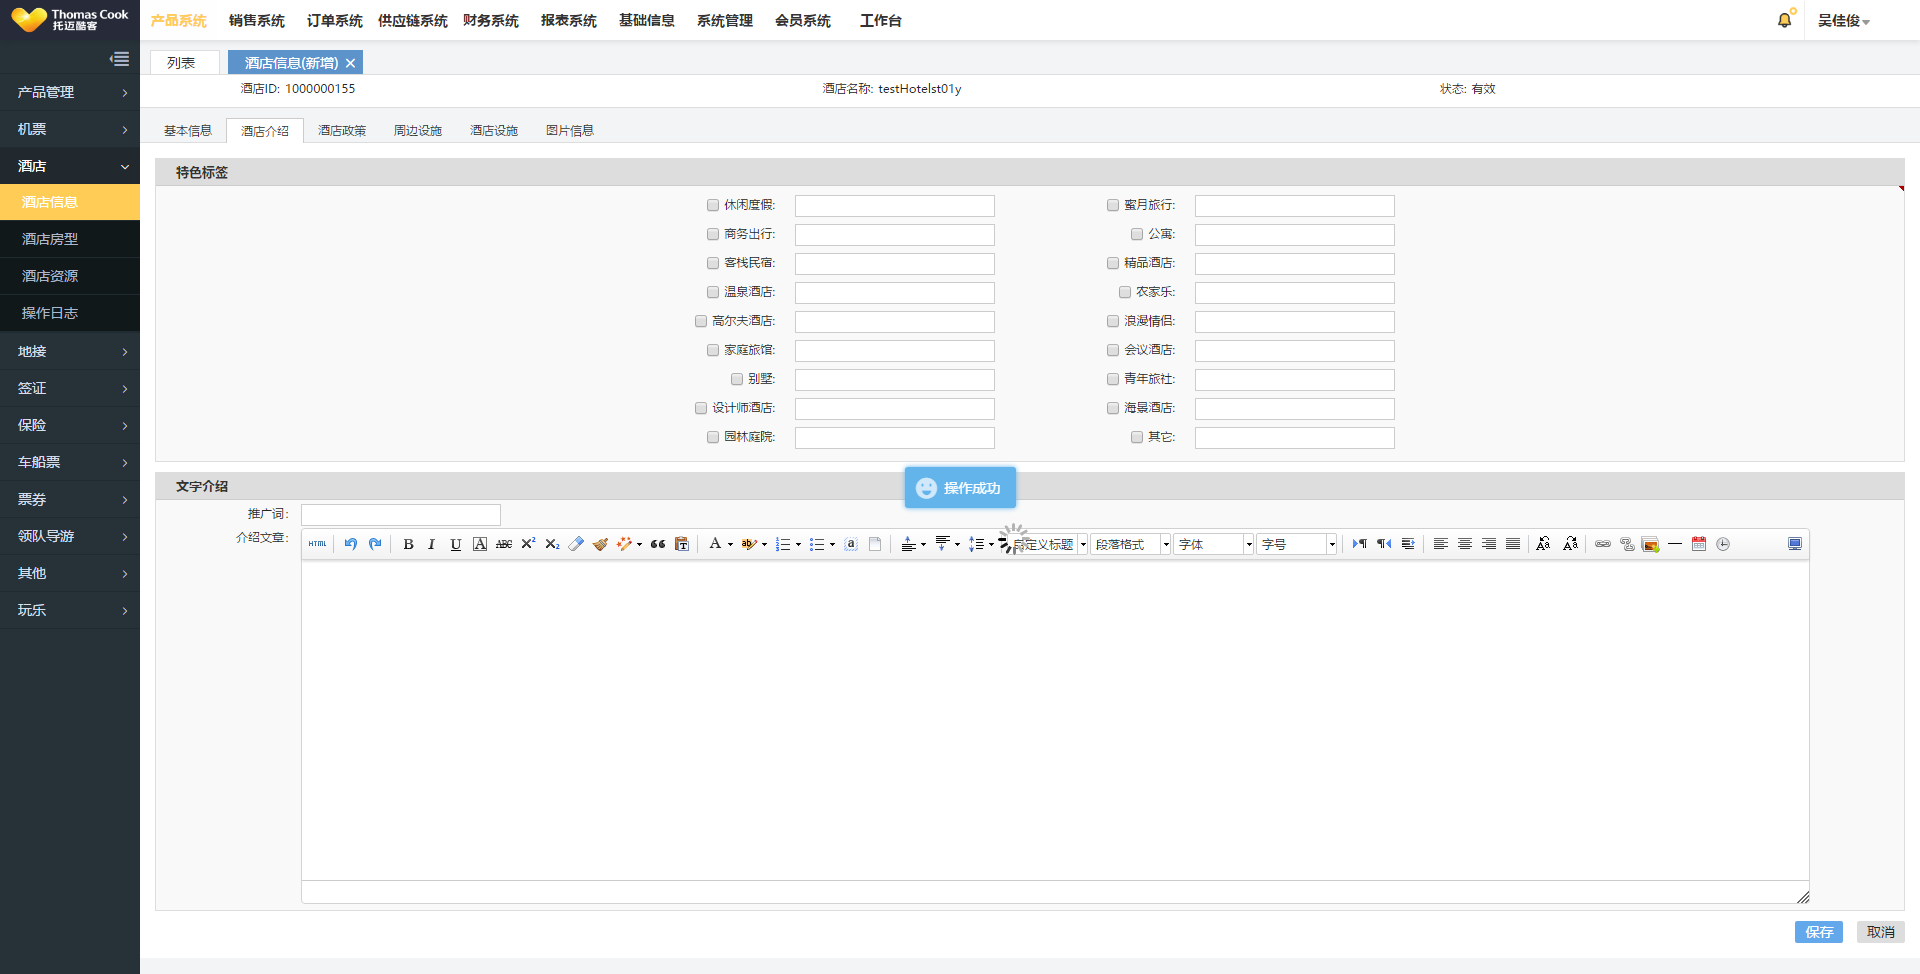 Thomas Cook
托迈酷客
产品系统 销售系统 订单系统 供应链系统 财务系统 报表系统 基础信息 系统管理 会员系统 工作台 吴佳俊
列表 酒店信息(新增)
酒店ID: 1000000155 酒店名称: testHotelst01y 状态: 有效
基本信息 酒店介绍 酒店政策 周边设施 酒店设施 图片信息
产品管理
机票
酒店
酒店信息
酒店房型
酒店资源
操作日志
地接
签证
保险
车船票
票券
领队导游
其他
玩乐
特色标签
休闲度假: 蜜月旅行:
商务出行: 公寓:
客栈民宿: 精品酒店:
温泉酒店: 农家乐:
高尔夫酒店: 浪漫情侣:
家庭旅馆: 会议酒店:
别墅: 青年旅社:
设计师酒店: 海景酒店:
园林庭院: 其它:
文字介绍
操作成功
推广词:
介绍文章:
HTML B I U A ABC X² X₂ A ab a 定义标题 段落格式 字体 字号
保存 取消